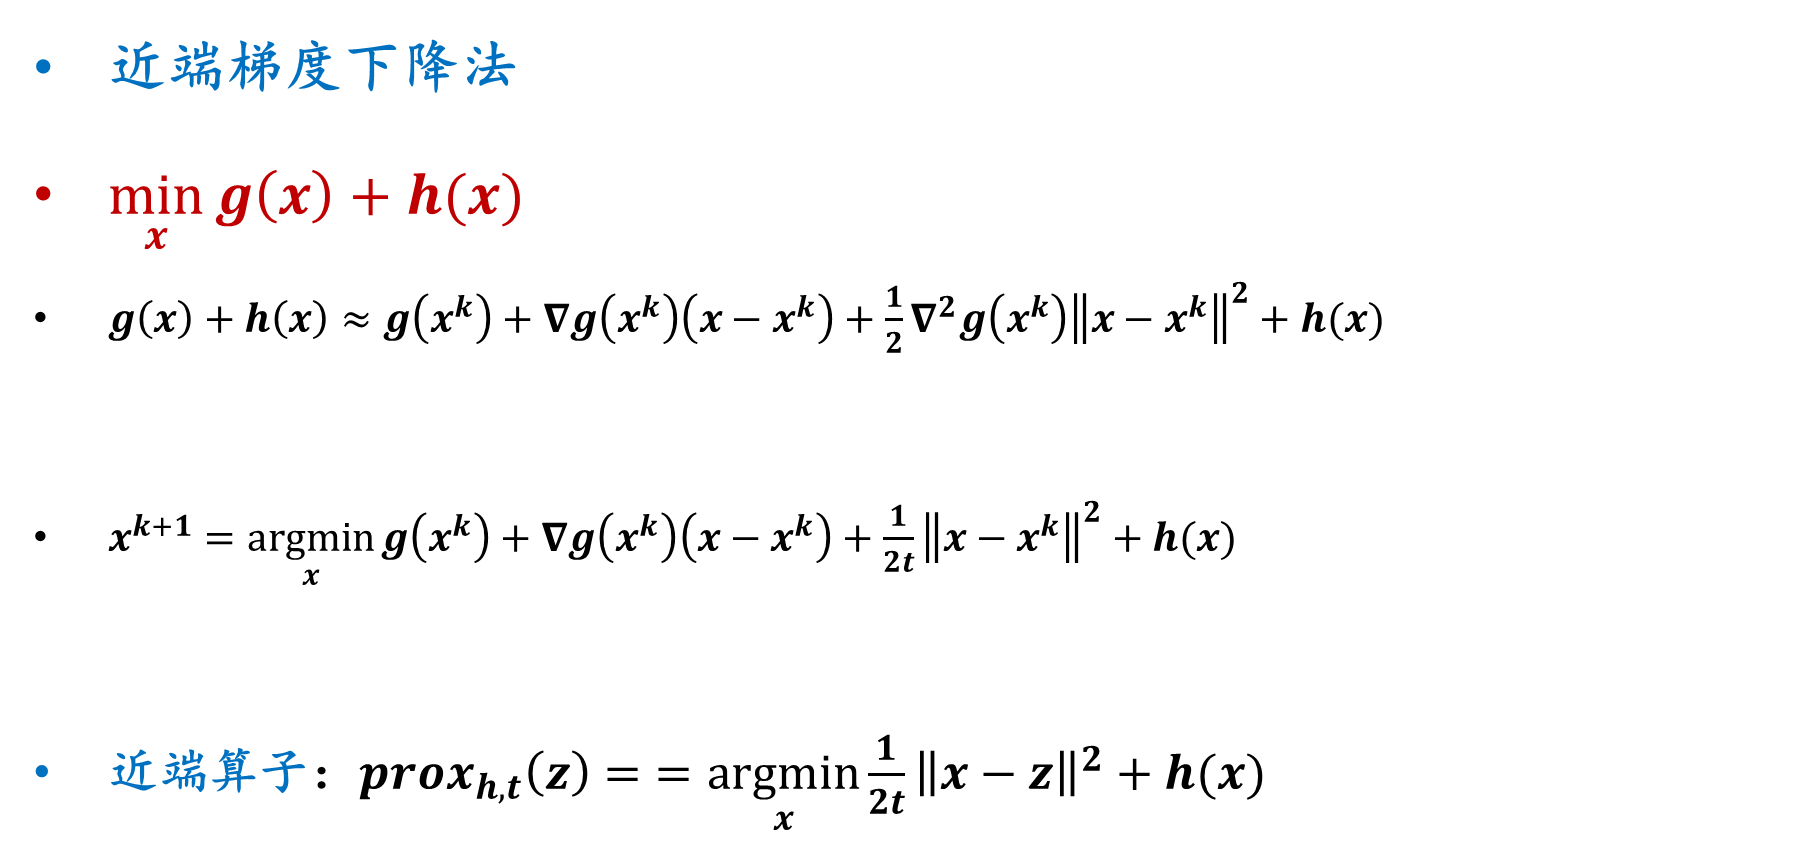 • 近端梯度下降法
• min_x g(x) + h(x)
• g(x) + h(x) ≈ g(x^k) + ∇g(x^k)(x − x^k) + 1/2 ∇²g(x^k)‖x − x^k‖² + h(x)
• x^{k+1} = argmin_x g(x^k) + ∇g(x^k)(x − x^k) + 1/(2t) ‖x − x^k‖² + h(x)
• 近端算子：prox_{h,t}(z) = = argmin_x 1/(2t) ‖x − z‖² + h(x)